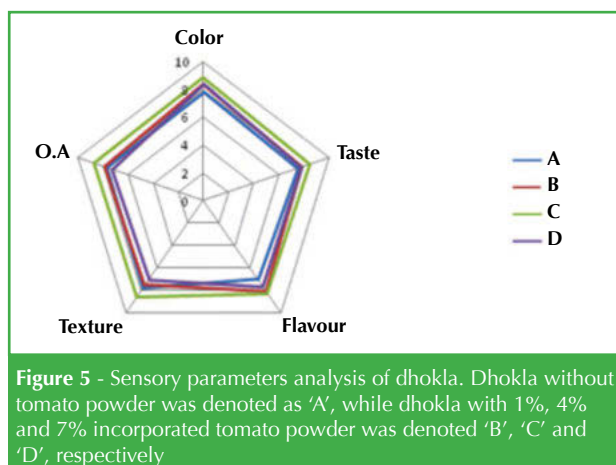 Color
10
8
6
4
2
0
O.A
Taste
Texture
Flavour
A
B
C
D
Figure 5 - Sensory parameters analysis of dhokla. Dhokla without
tomato powder was denoted as ‘A’, while dhokla with 1%, 4%
and 7% incorporated tomato powder was denoted ‘B’, ‘C’ and
‘D’, respectively